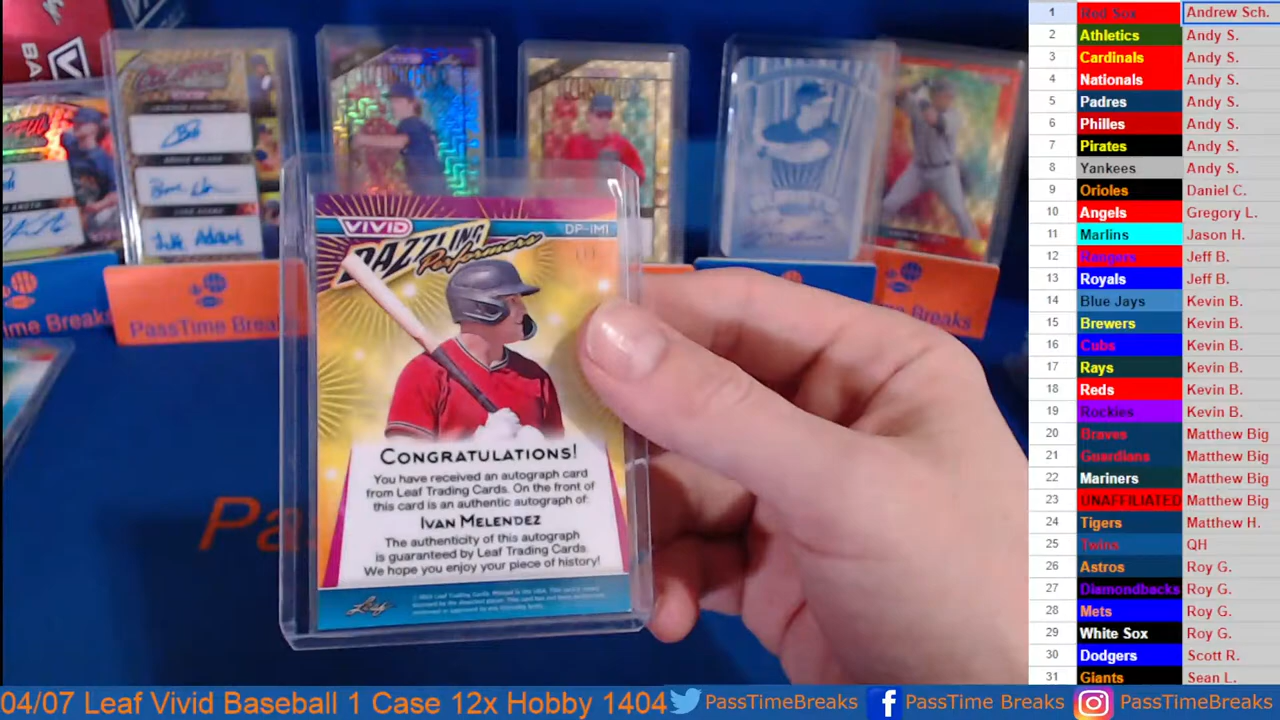 VIVID
DAZZLING
Performers
DP-IM1
1/1
CONGRATULATIONS!
You have received an autograph card
from Leaf Trading Cards. On the front of
this card is an authentic autograph of:
IVAN MELENDEZ
The authenticity of this autograph
is guaranteed by Leaf Trading Cards.
We hope you enjoy your piece of history!
Leaf
BA
me Breaks
PassTime Breaks
Breaks
Pa
1 Red Sox Andrew Sch.
2 Athletics Andy S.
3 Cardinals Andy S.
4 Nationals Andy S.
5 Padres Andy S.
6 Philles Andy S.
7 Pirates Andy S.
8 Yankees Andy S.
9 Orioles Daniel C.
10 Angels Gregory L.
11 Marlins Jason H.
12 Rangers Jeff B.
13 Royals Jeff B.
14 Blue Jays Kevin B.
15 Brewers Kevin B.
16 Cubs Kevin B.
17 Rays Kevin B.
18 Reds Kevin B.
19 Rockies Kevin B.
20 Braves Matthew Big
21 Guardians Matthew Big
22 Mariners Matthew Big
23 UNAFFILIATED Matthew Big
24 Tigers Matthew H.
25 Twins QH
26 Astros Roy G.
27 Diamondbacks Roy G.
28 Mets Roy G.
29 White Sox Roy G.
30 Dodgers Scott R.
31 Giants Sean L.
04/07 Leaf Vivid Baseball 1 Case 12x Hobby 1404 PassTimeBreaks PassTime Breaks PassTimeBreaks